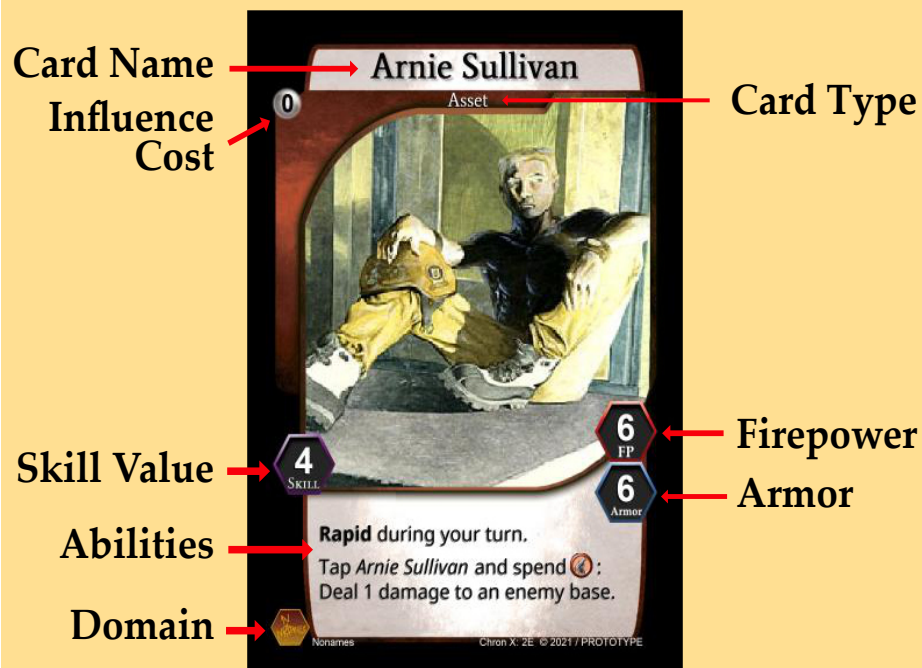 Card Name
Arnie Sullivan
0
Asset
Card Type
Influence
Cost
6
FP
Firepower
4
SKILL
Skill Value
6
Armor
Armor
Abilities
Rapid during your turn.
Tap Arnie Sullivan and spend :
Deal 1 damage to an enemy base.
Domain
Nonames
Chron X: 2E © 2021 / PROTOTYPE